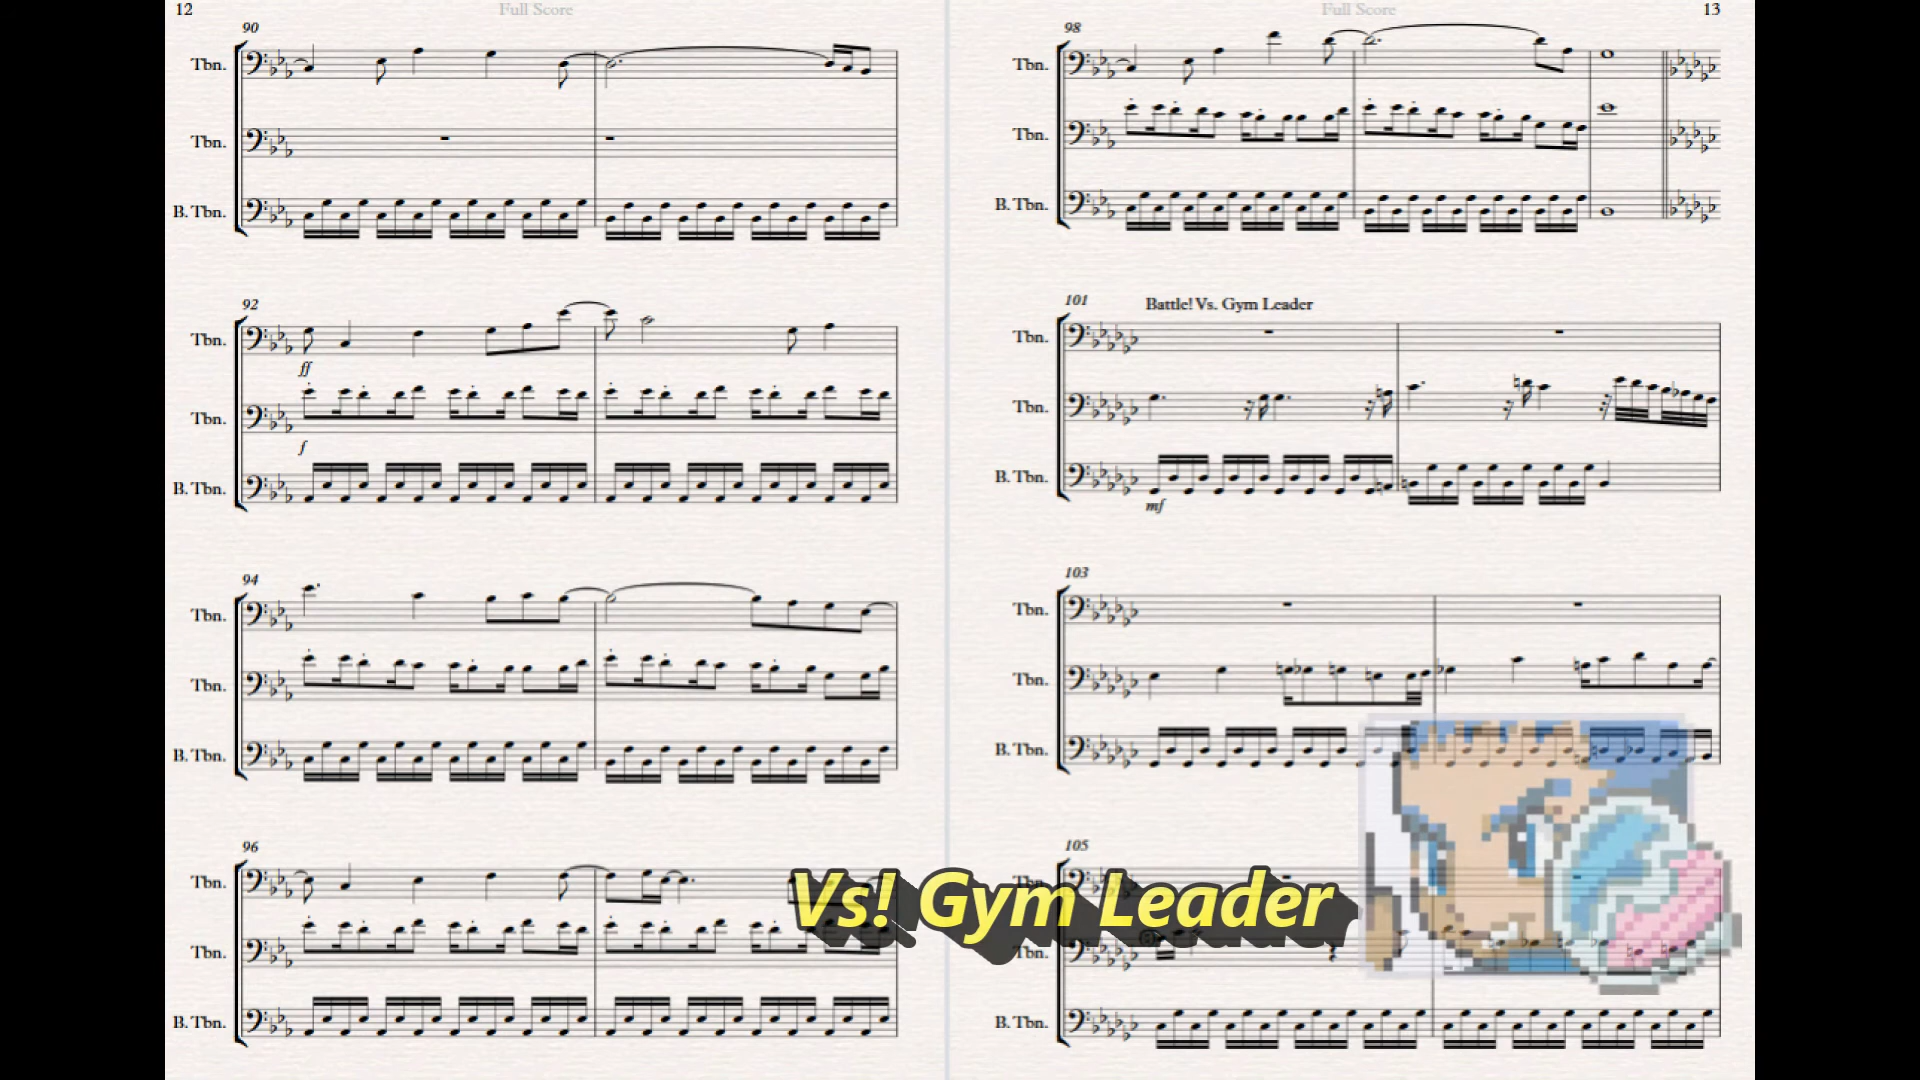 12
Full Score
90
Tbn.
Tbn.
B. Tbn.
92
Tbn.
ff
Tbn.
f
B. Tbn.
94
Tbn.
Tbn.
B. Tbn.
96
Tbn.
Tbn.
B. Tbn.
Full Score
13
98
Tbn.
Tbn.
B. Tbn.
101
Battle! Vs. Gym Leader
Tbn.
Tbn.
B. Tbn.
mf
103
Tbn.
Tbn.
B. Tbn.
105
Tbn.
Tbn.
B. Tbn.
Vs! Gym Leader